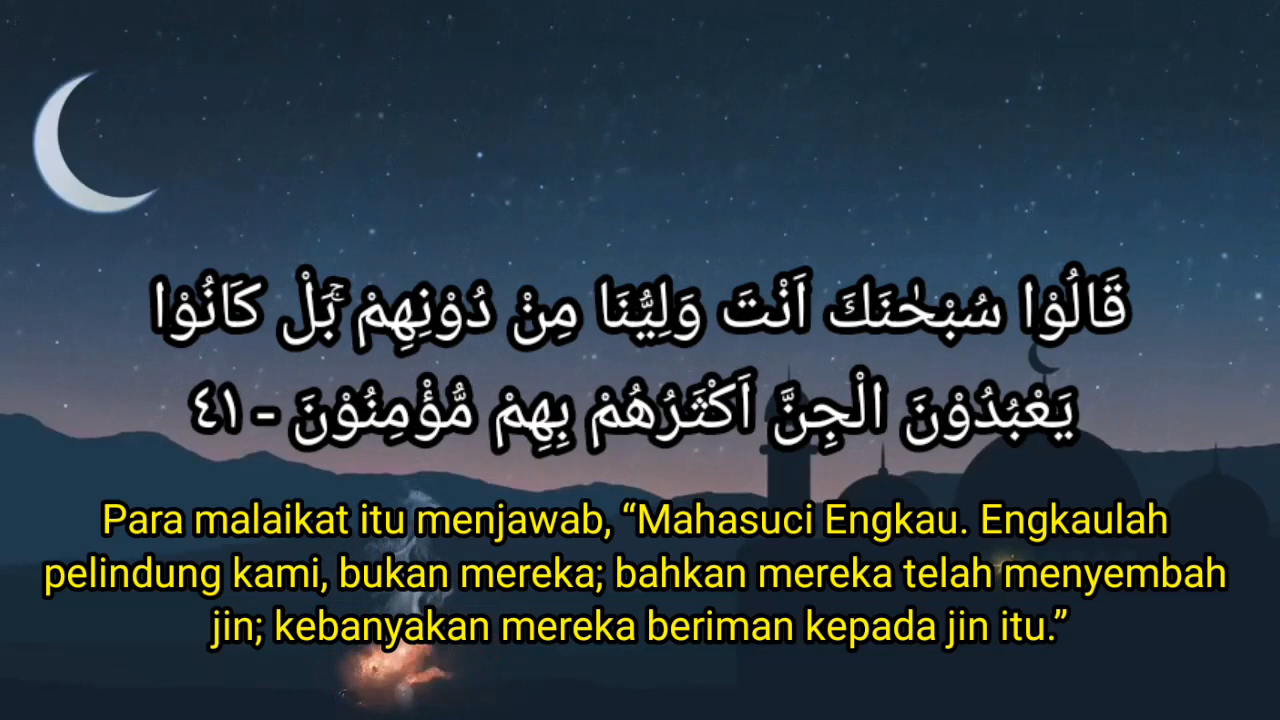 قَالُوْا سُبْحٰنَكَ اَنْتَ وَلِيُّنَا مِنْ دُوْنِهِمْ ۚبَلْ كَانُوْا
يَعْبُدُوْنَ الْجِنَّ اَكْثَرُهُمْ بِهِمْ مُّؤْمِنُوْنَ - ٤١
Para malaikat itu menjawab, “Mahasuci Engkau. Engkaulah
pelindung kami, bukan mereka; bahkan mereka telah menyembah
jin; kebanyakan mereka beriman kepada jin itu.”